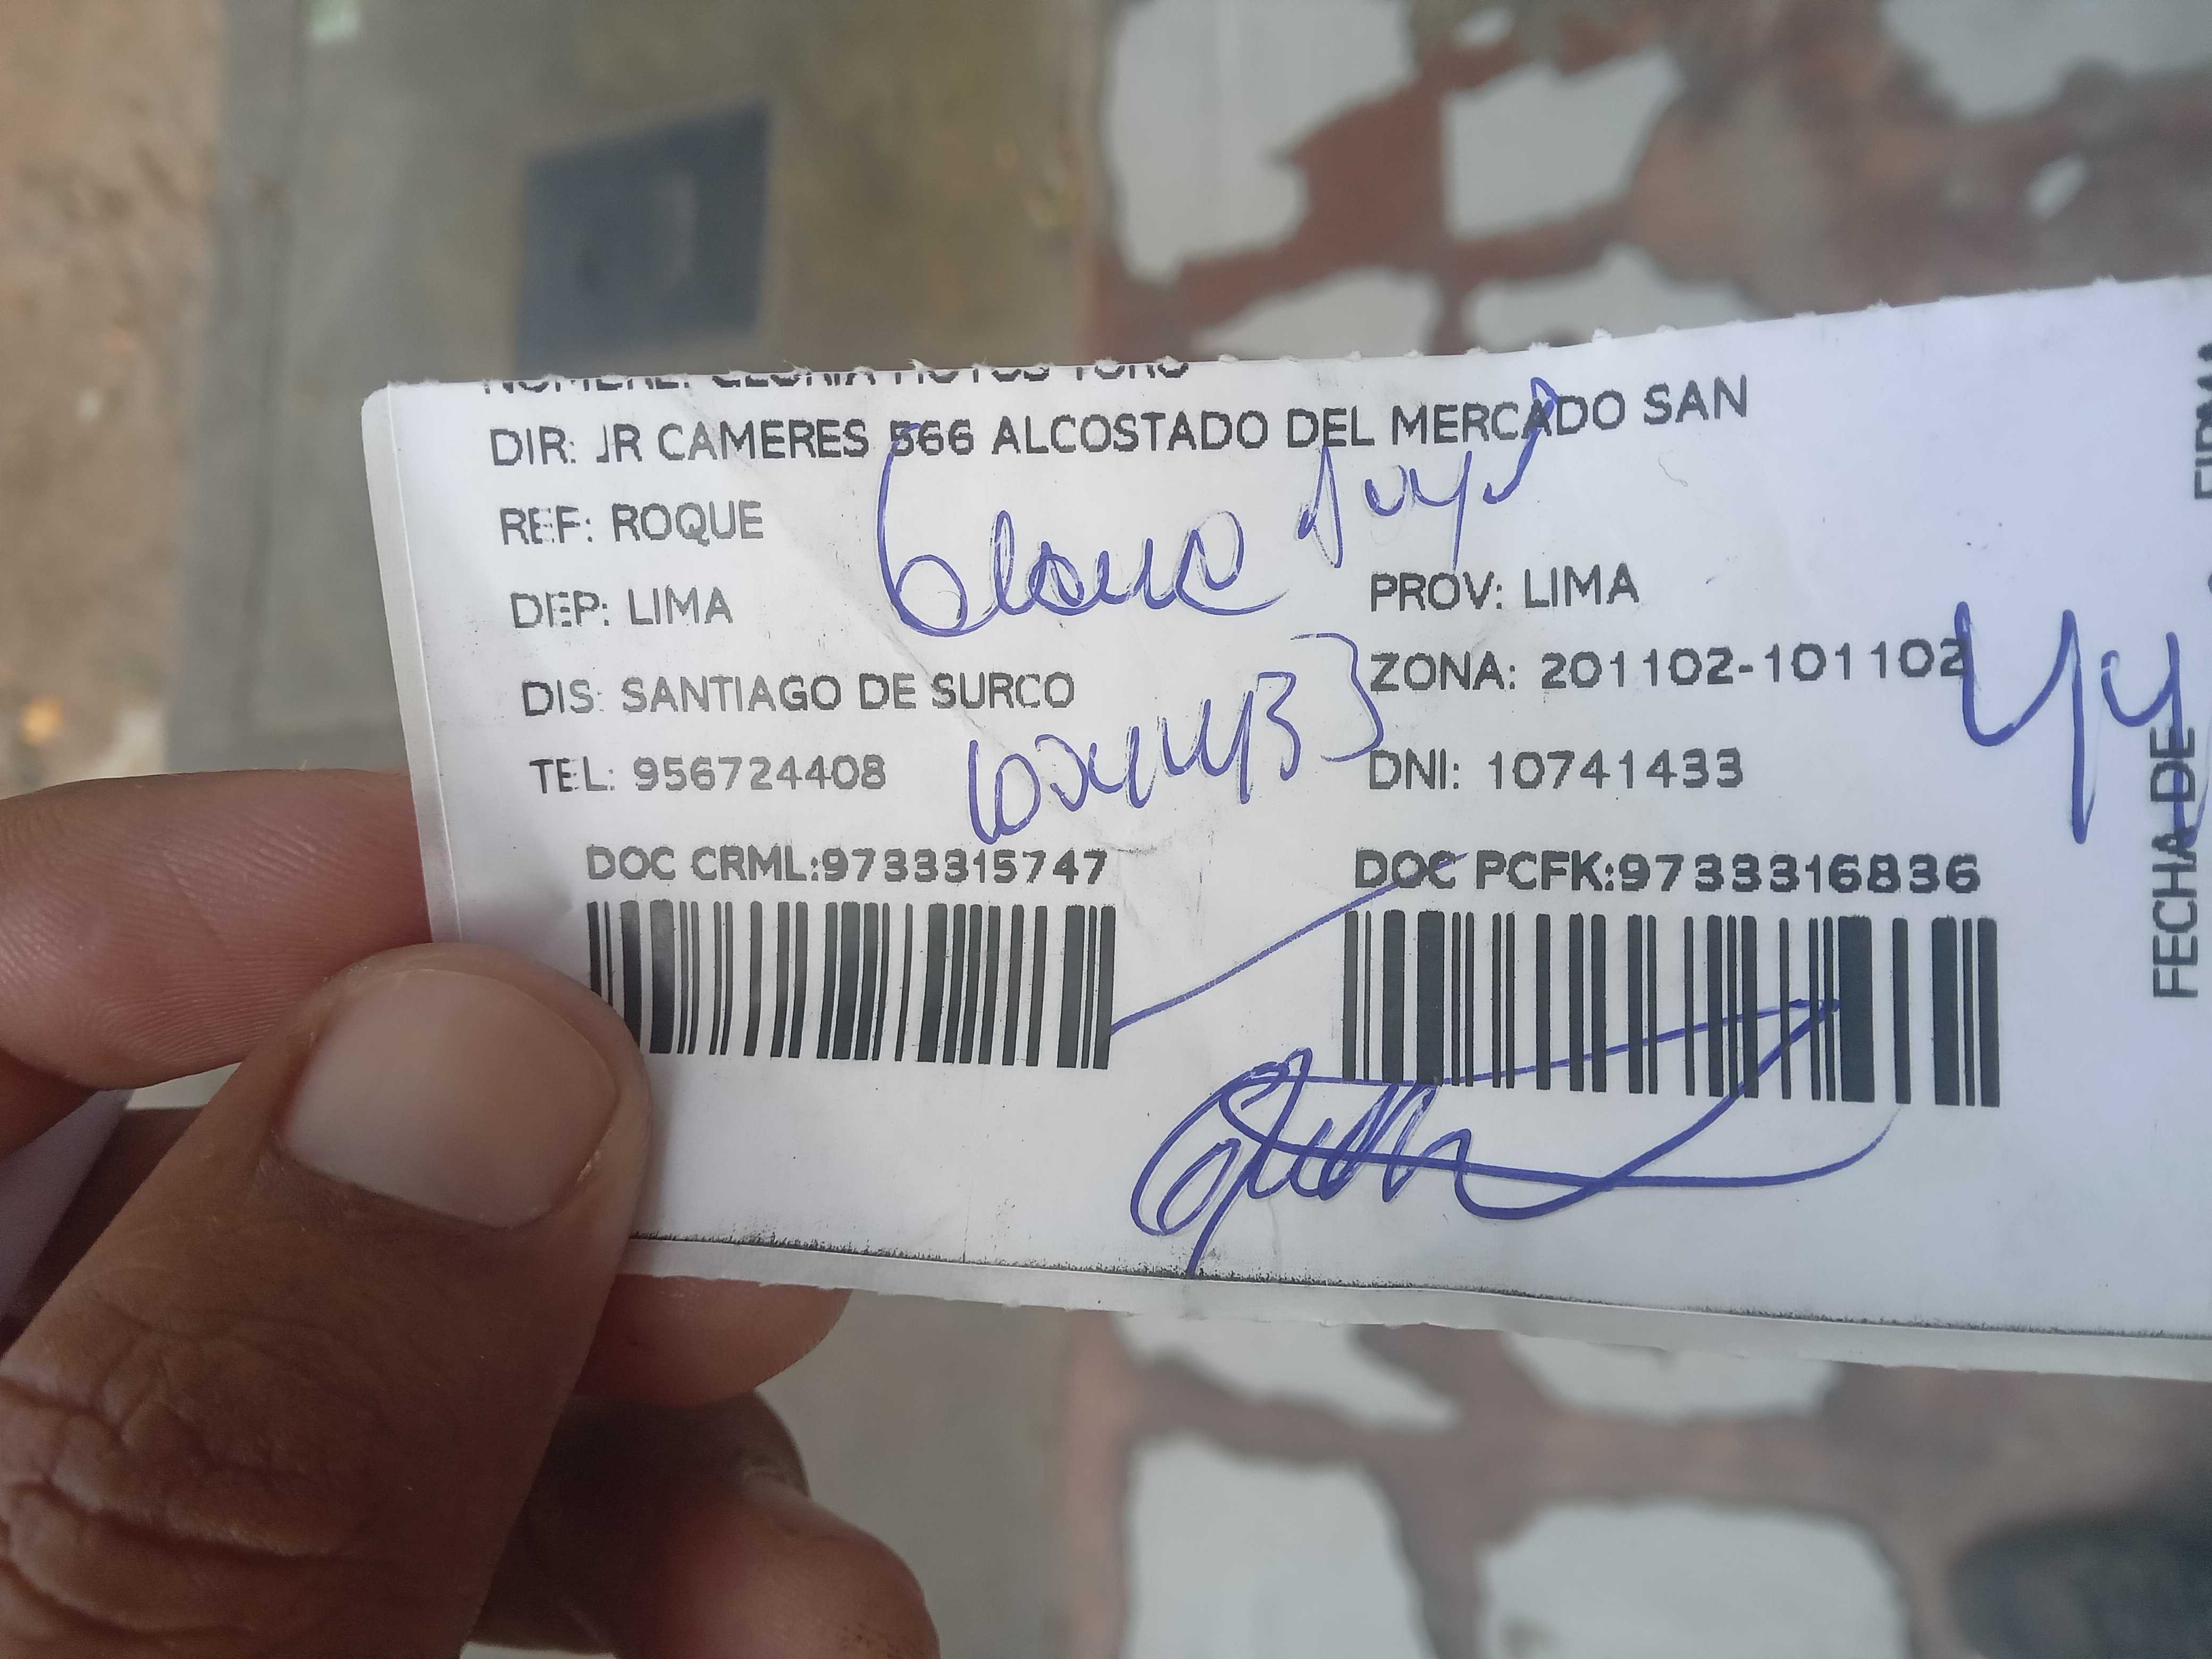 DIR: JR CAMERES 566 ALCOSTADO DEL MERCADO SAN
REF: ROQUE
DEP: LIMA PROV: LIMA
DIS: SANTIAGO DE SURCO ZONA: 201102-101102
TEL: 956724408 DNI: 10741433
DOC CRML:9733315747 DOC PCFK:9733316836
FECHA DE